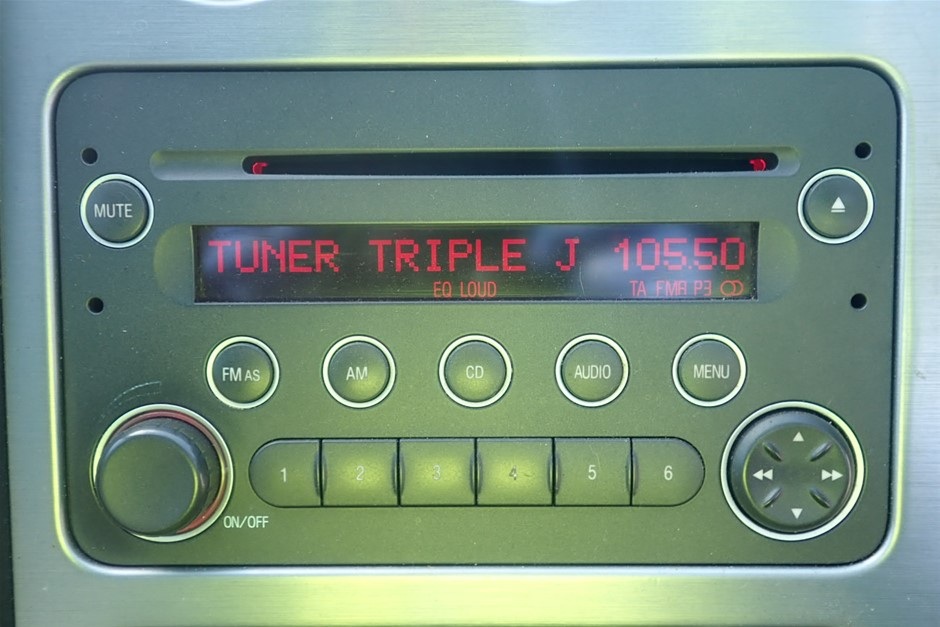 MUTE
TUNER TRIPLE J 105.50
EQ LOUD TA FMA P3
FM AS AM CD AUDIO MENU
1 2 3 4 5 6
ON/OFF